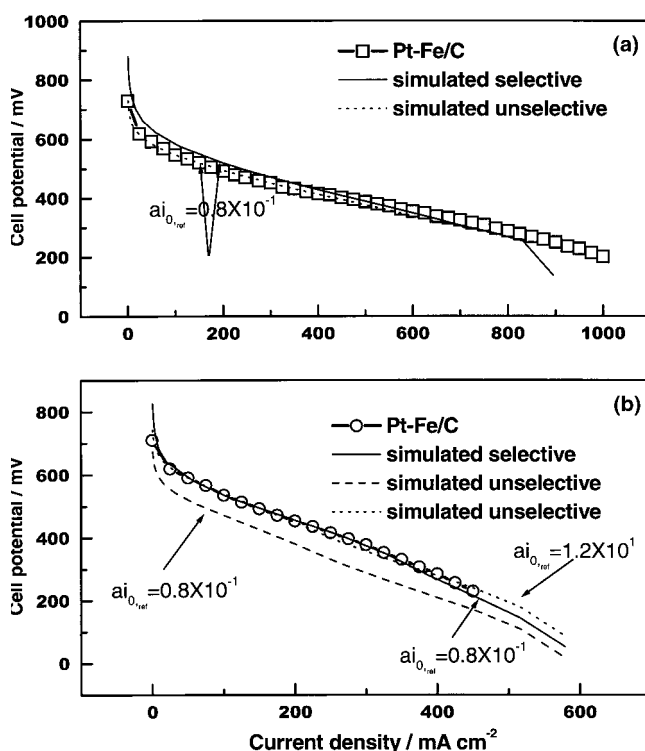 (a)
1000
800
600
400
200
0
Cell potential / mV
Pt-Fe/C
simulated selective
simulated unselective
ai0,ref=0.8X10-1
0 200 400 600 800 1000
(b)
800
600
400
200
0
Cell potential / mV
Pt-Fe/C
simulated selective
simulated unselective
simulated unselective
ai0,ref=1.2X101
ai0,ref=0.8X10-1
ai0,ref=0.8X10-1
0 200 400 600
Current density / mA cm-2